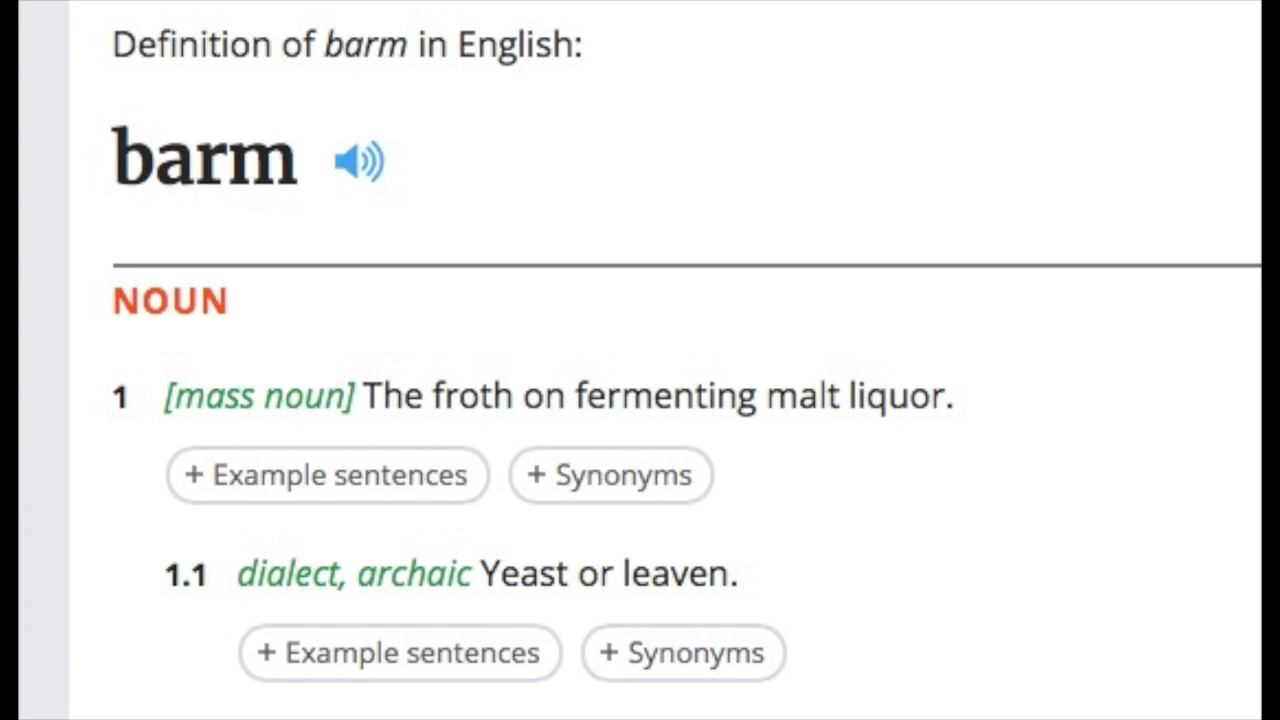 Definition of barm in English:
barm
NOUN
1 [mass noun] The froth on fermenting malt liquor.
+ Example sentences + Synonyms
1.1 dialect, archaic Yeast or leaven.
+ Example sentences + Synonyms